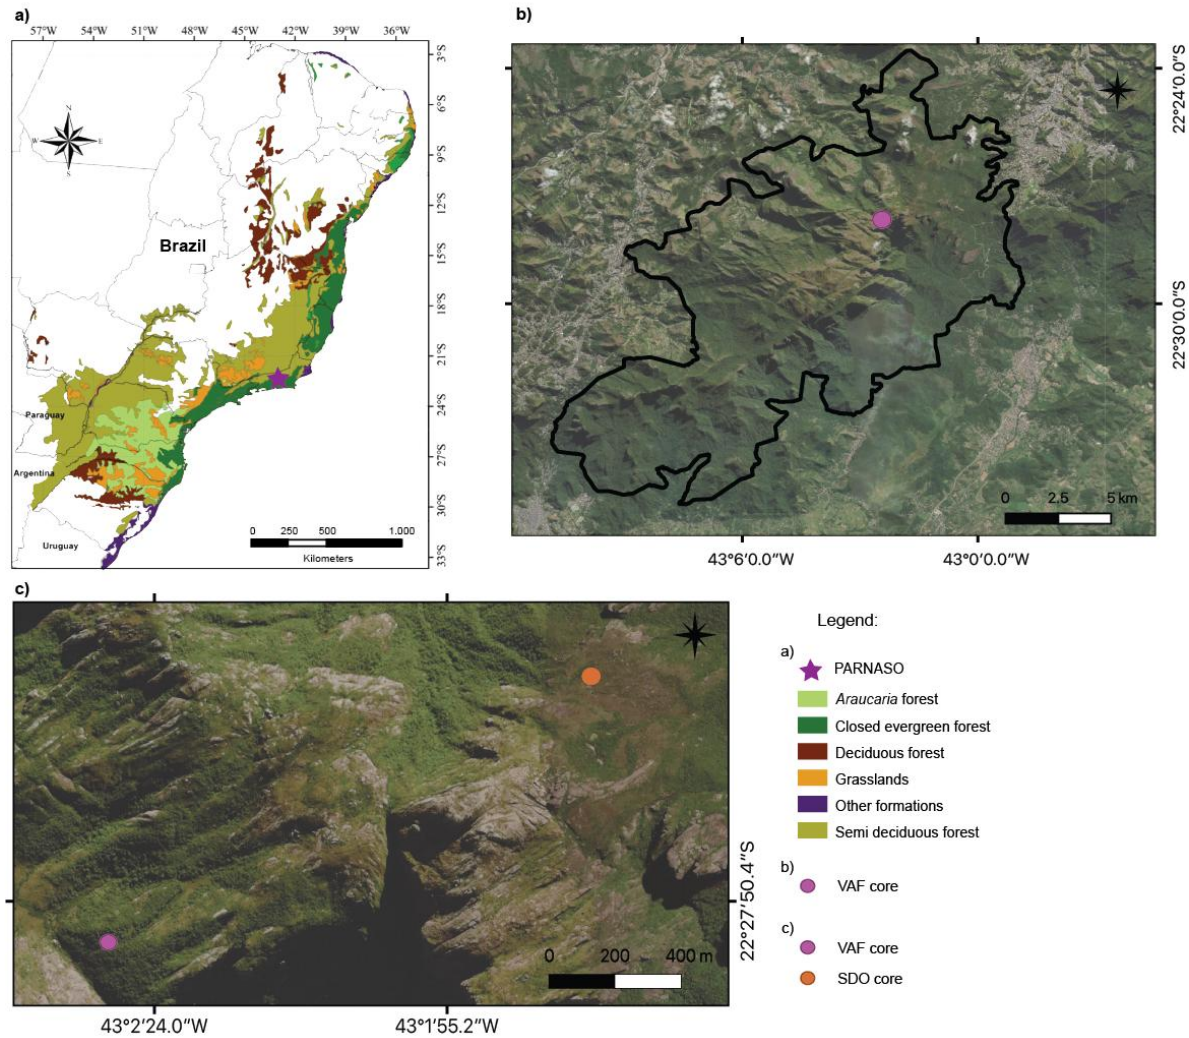 a)
57°W 54°W 51°W 48°W 45°W 42°W 39°W 36°W
3°S
6°S
9°S
12°S
15°S
18°S
21°S
24°S
27°S
30°S
33°S
N
W E
S
Brazil
Paraguay
Argentina
Uruguay
0 250 500 1.000
Kilometers
b)
22°24'0.0"S
22°30'0.0"S
0 2.5 5 km
43°6'0.0"W 43°0'0.0"W
c)
22°27'50.4"S
0 200 400 m
43°2'24.0"W 43°1'55.2"W
Legend:
a)
PARNASO
Araucaria forest
Closed evergreen forest
Deciduous forest
Grasslands
Other formations
Semi deciduous forest
b)
VAF core
c)
VAF core
SDO core